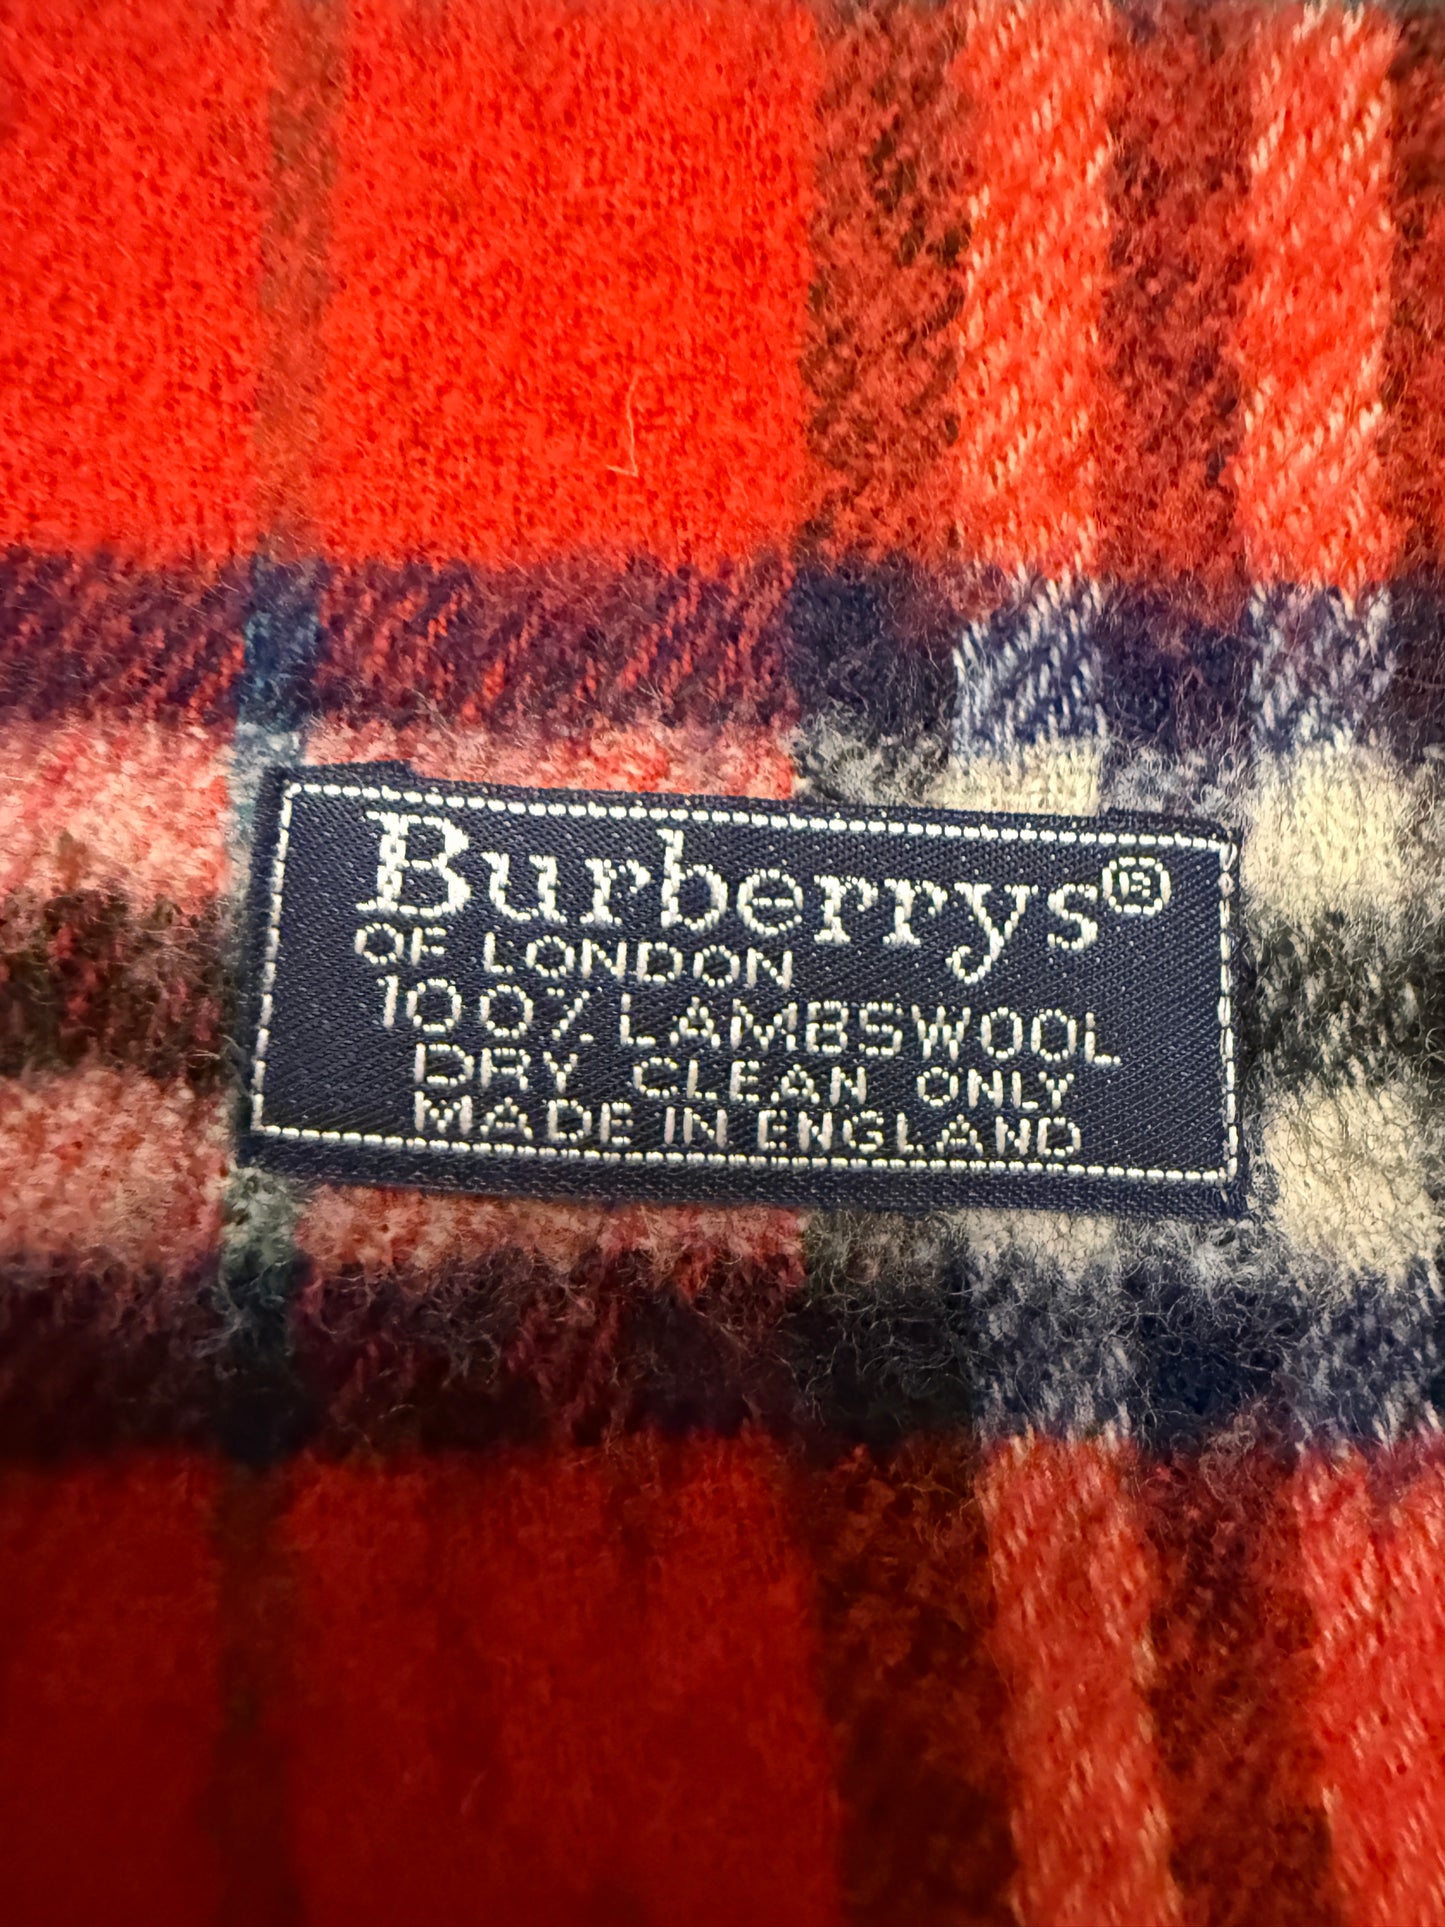 Burberrys®
OF LONDON
100% LAMBSWOOL
DRY CLEAN ONLY
MADE IN ENGLAND